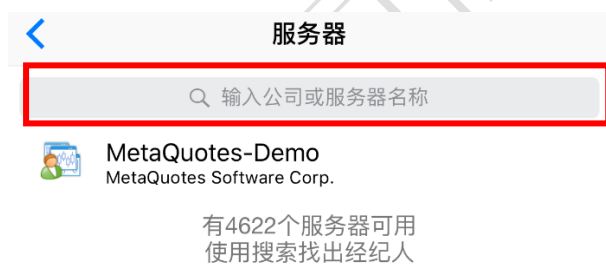 服务器
输入公司或服务器名称
MetaQuotes-Demo
MetaQuotes Software Corp.
有4622个服务器可用
使用搜索找出经纪人